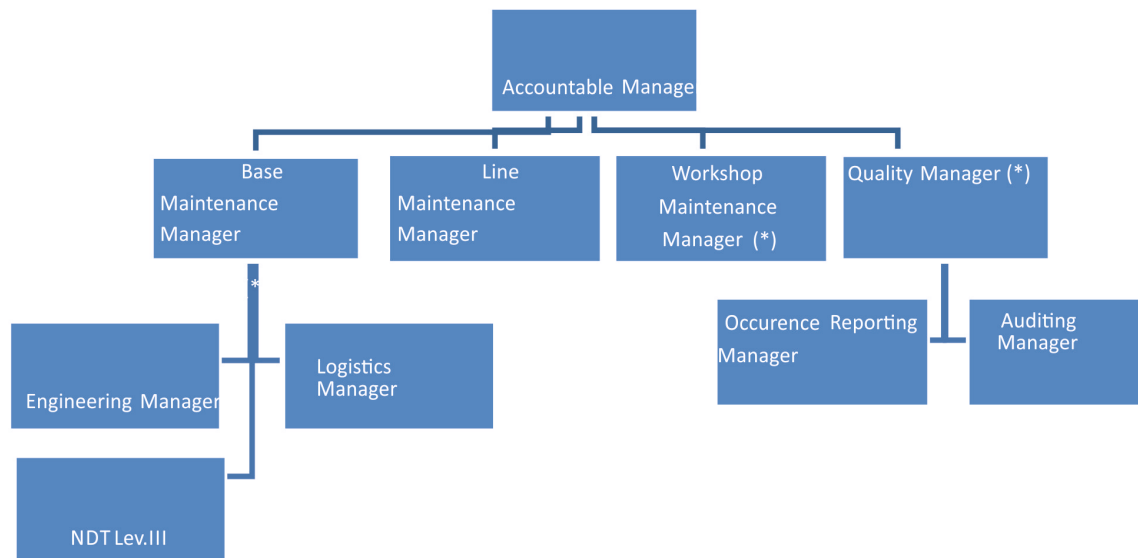 Accountable Manage
Base
Maintenance
Manager
Line
Maintenance
Manager
Workshop
Maintenance
Manager (*)
Quality Manager (*)
*
Occurence Reporting
Manager
Auditing
Manager
Logistics
Manager
Engineering Manager
NDT Lev.III